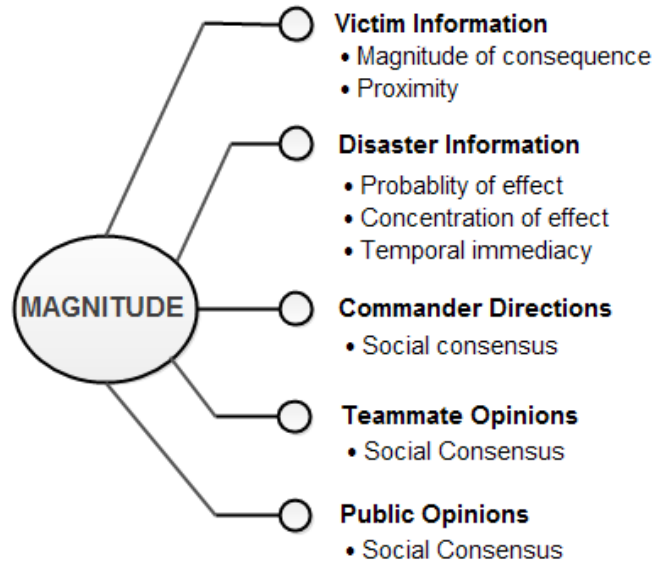 Victim Information
• Magnitude of consequence
• Proximity
Disaster Information
• Probablity of effect
• Concentration of effect
• Temporal immediacy
MAGNITUDE
Commander Directions
• Social consensus
Teammate Opinions
• Social Consensus
Public Opinions
• Social Consensus